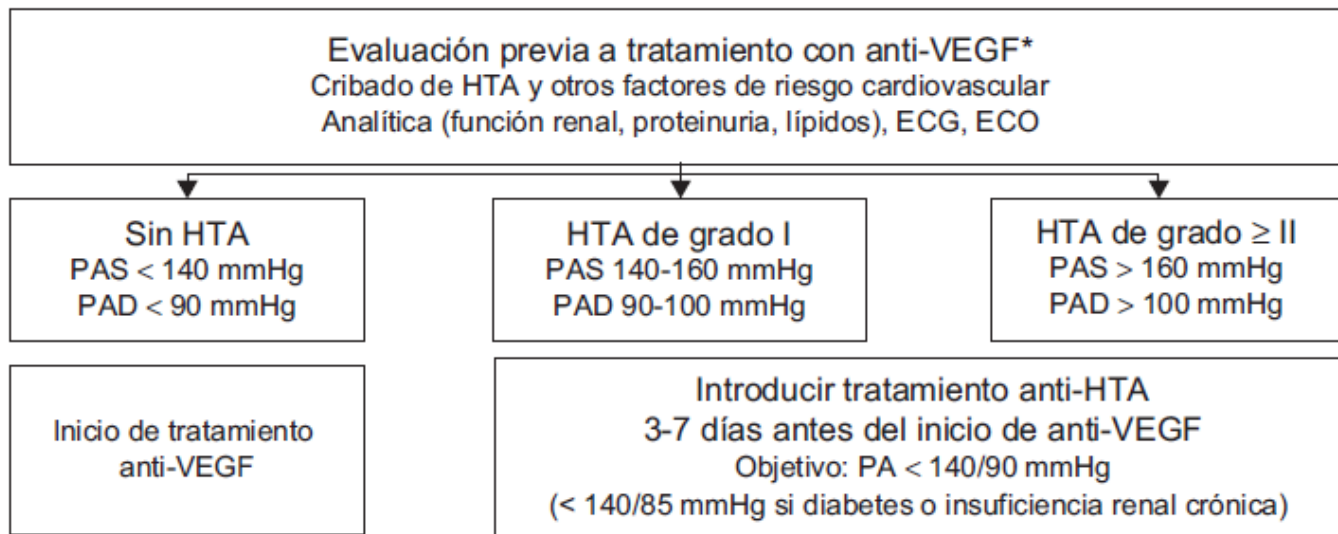 Evaluación previa a tratamiento con anti-VEGF*
Cribado de HTA y otros factores de riesgo cardiovascular
Analítica (función renal, proteinuria, lípidos), ECG, ECO
Sin HTA
PAS < 140 mmHg
PAD < 90 mmHg
HTA de grado I
PAS 140-160 mmHg
PAD 90-100 mmHg
HTA de grado ≥ II
PAS > 160 mmHg
PAD > 100 mmHg
Inicio de tratamiento
anti-VEGF
Introducir tratamiento anti-HTA
3-7 días antes del inicio de anti-VEGF
Objetivo: PA < 140/90 mmHg
(< 140/85 mmHg si diabetes o insuficiencia renal crónica)